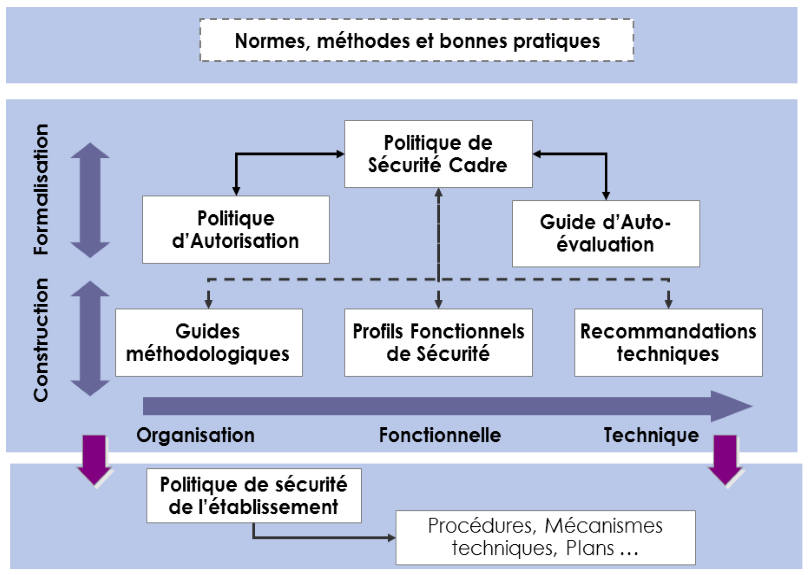 Normes, méthodes et bonnes pratiques
Formalisation
Politique de
Sécurité Cadre
Politique
d'Autorisation
Guide d'Auto-
évaluation
Construction
Guides
méthodologiques
Profils Fonctionnels
de Sécurité
Recommandations
techniques
Organisation
Fonctionnelle
Technique
Politique de sécurité
de l'établissement
Procédures, Mécanismes
techniques, Plans ...